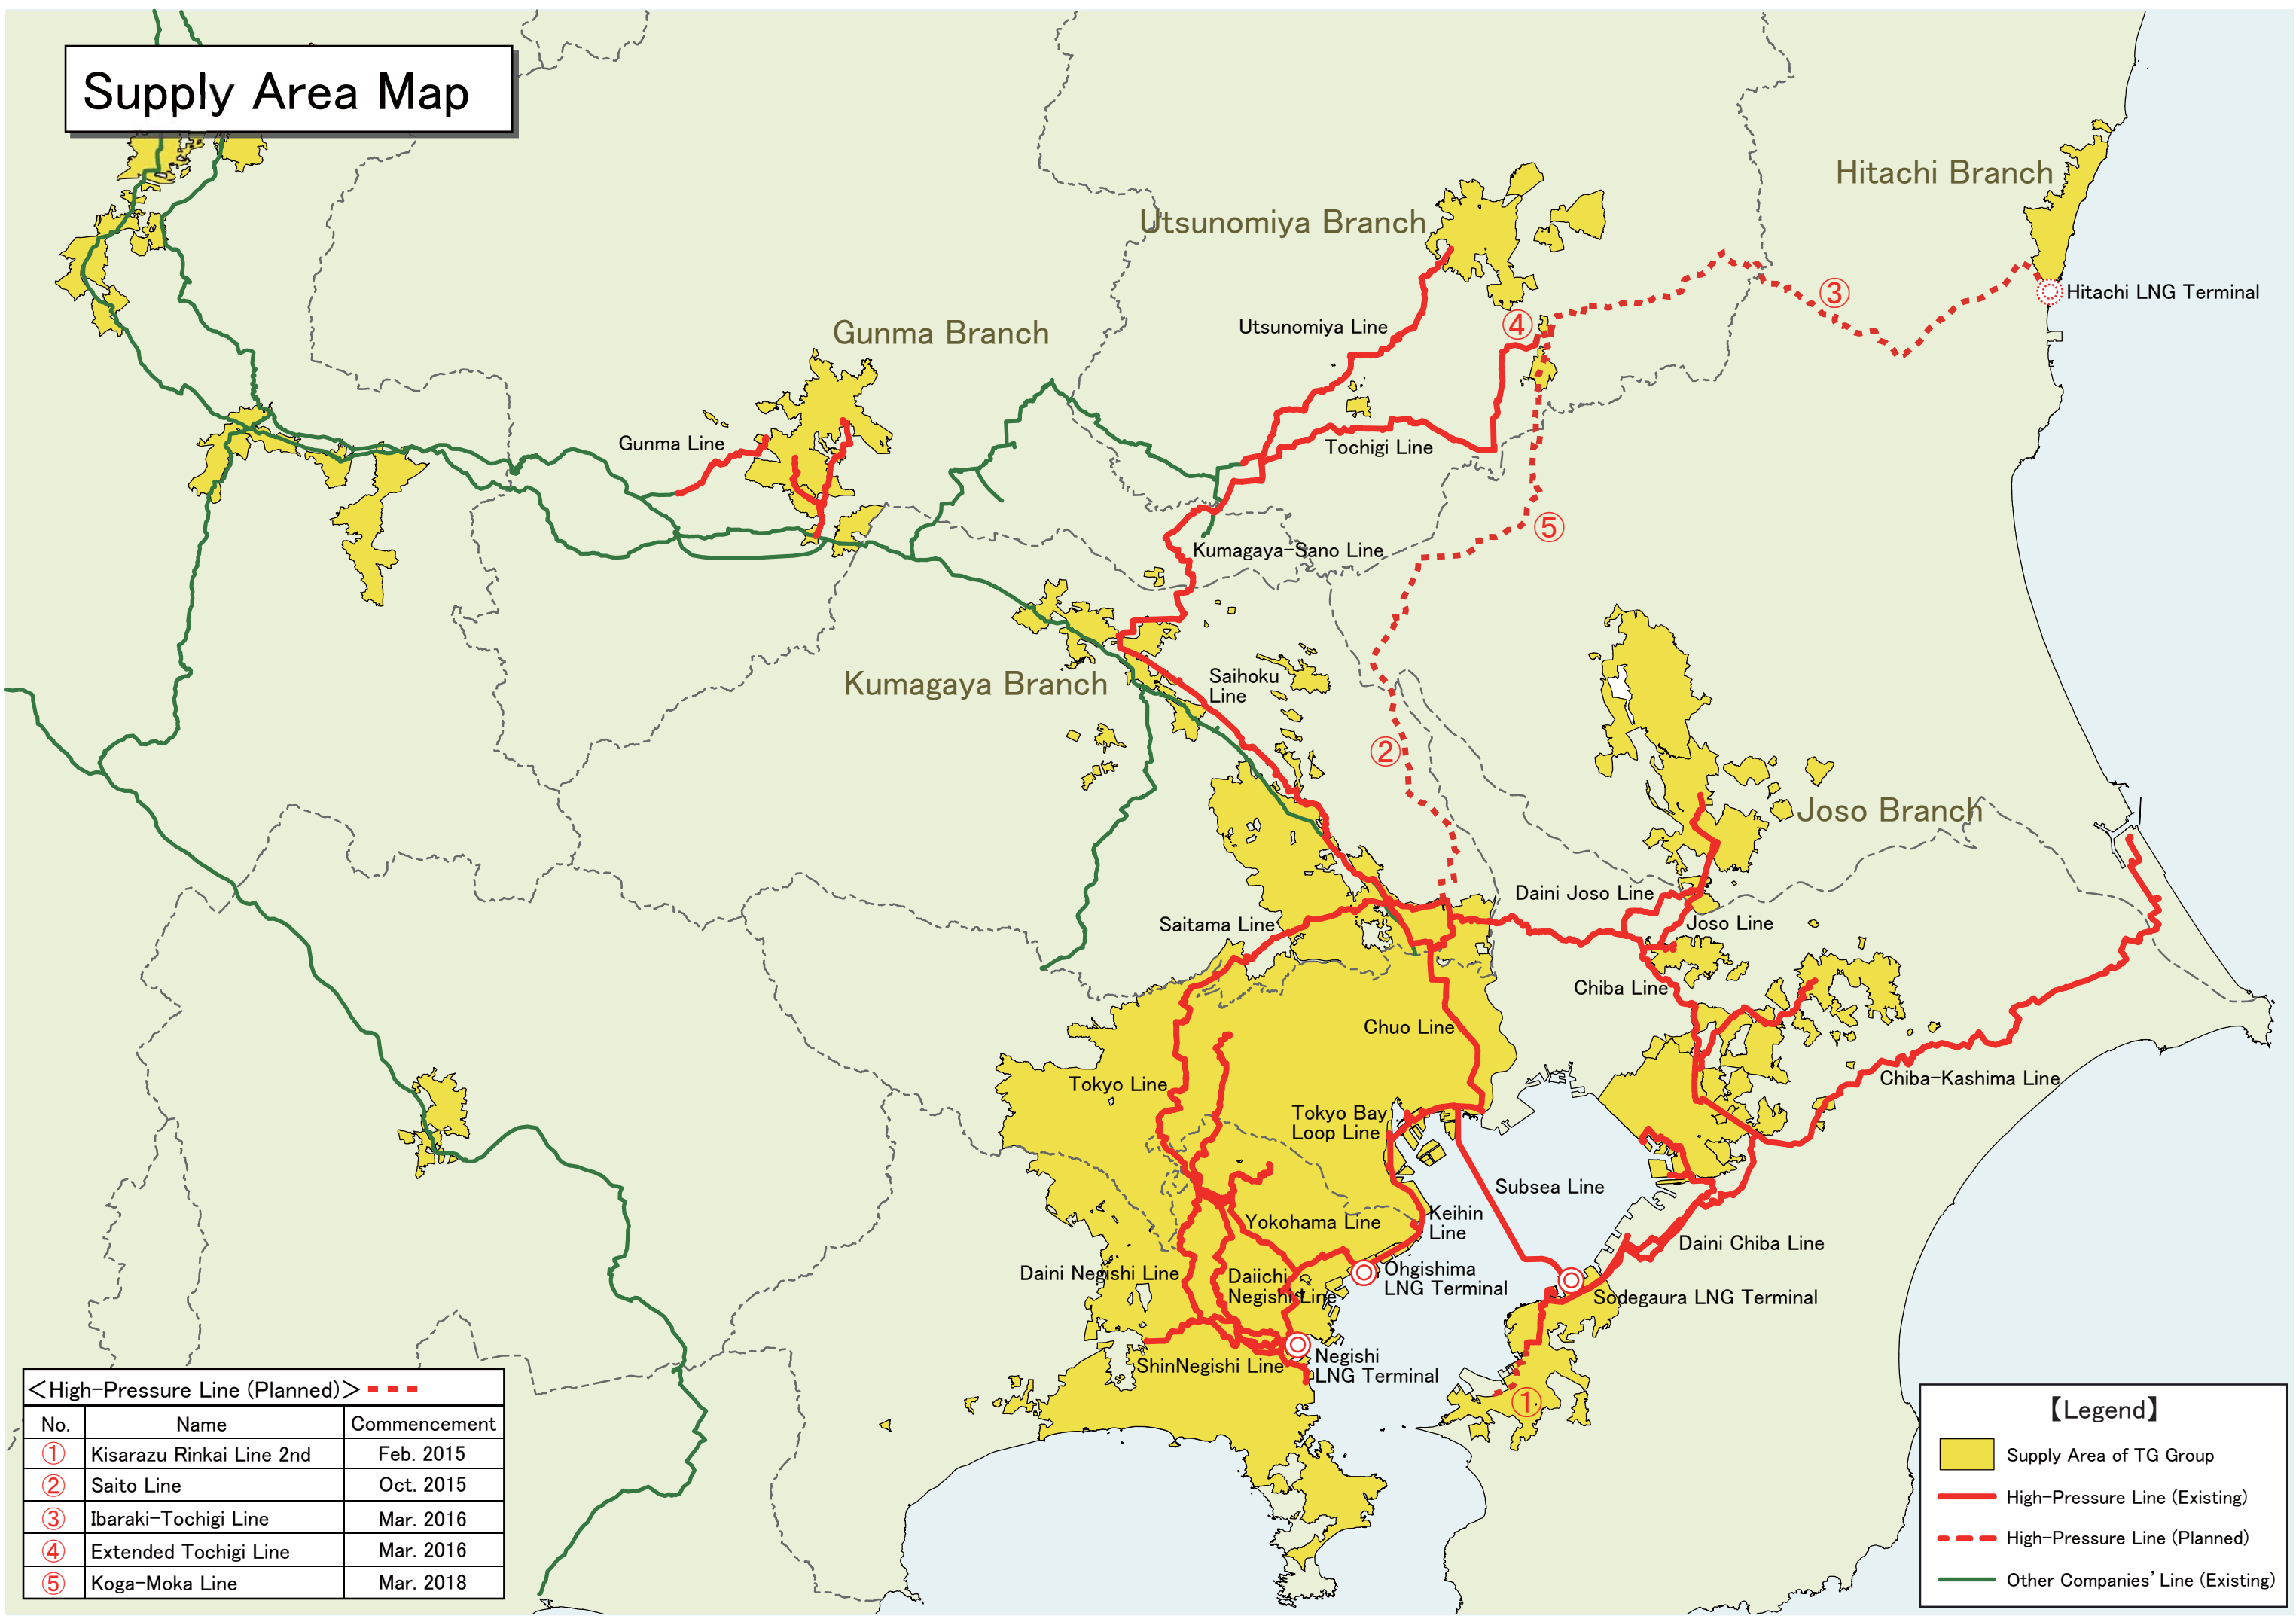 Supply Area Map
Hitachi Branch
Utsunomiya Branch
Hitachi LNG Terminal
③
④
Utsunomiya Line
Gunma Branch
Gunma Line
Tochigi Line
⑤
Kumagaya-Sano Line
Kumagaya Branch
Saihoku
Line
②
Joso Branch
Daini Joso Line
Saitama Line
Joso Line
Chiba Line
Chuo Line
Tokyo Line
Chiba-Kashima Line
Tokyo Bay
Loop Line
Subsea Line
Keihin
Line
Yokohama Line
Daini Chiba Line
Daini Negishi Line
Daiichi
Negishi Line
Ohgishima
LNG Terminal
Sodegaura LNG Terminal
ShinNegishi Line
Negishi
LNG Terminal
①
<High-Pressure Line (Planned)>
No. Name Commencement
① Kisarazu Rinkai Line 2nd Feb. 2015
② Saito Line Oct. 2015
③ Ibaraki-Tochigi Line Mar. 2016
④ Extended Tochigi Line Mar. 2016
⑤ Koga-Moka Line Mar. 2018
【Legend】
Supply Area of TG Group
High-Pressure Line (Existing)
High-Pressure Line (Planned)
Other Companies' Line (Existing)